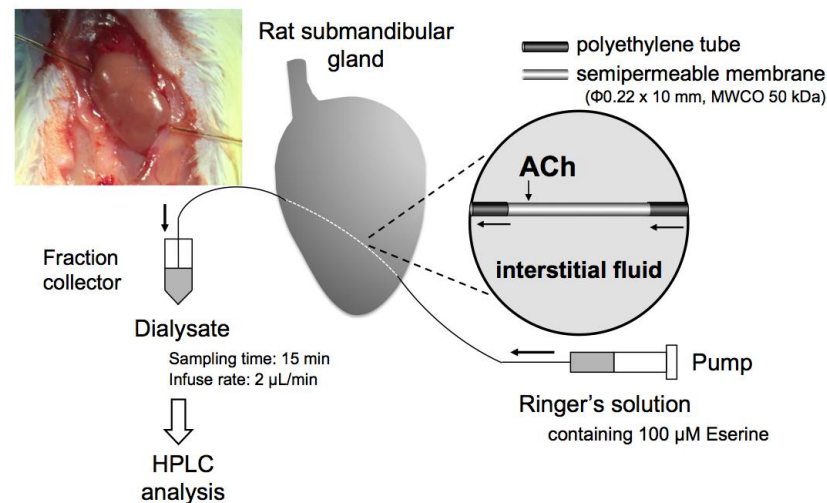 Rat submandibular
gland
polyethylene tube
semipermeable membrane
(Φ0.22 x 10 mm, MWCO 50 kDa)
ACh
interstitial fluid
Fraction
collector
Dialysate
Sampling time: 15 min
Infuse rate: 2 µL/min
HPLC
analysis
Pump
Ringer’s solution
containing 100 µM Eserine